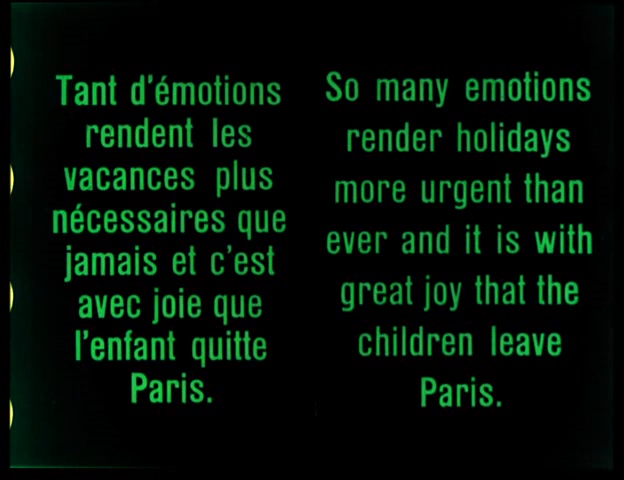 Tant d'émotions
rendent les
vacances plus
nécessaires que
jamais et c'est
avec joie que
l'enfant quitte
Paris.
So many emotions
render holidays
more urgent than
ever and it is with
great joy that the
children leave
Paris.